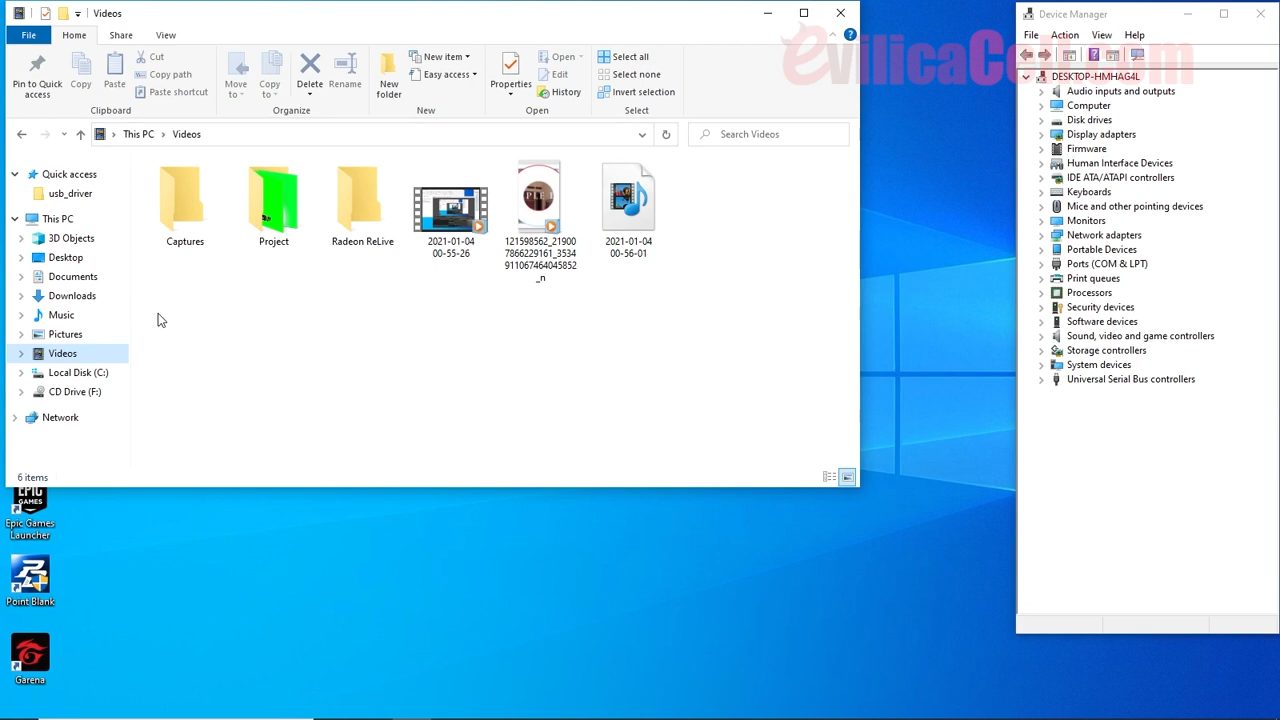 Videos
File
Home
Share
View
Pin to Quick
access
Copy
Paste
Cut
Copy path
Paste shortcut
Clipboard
Move
to
Copy
to
Delete
Rename
Organize
New
folder
New item
Easy access
New
Properties
Open
Edit
History
Open
Select all
Select none
Invert selection
Select
This PC
Videos
Search Videos
Quick access
usb_driver
This PC
3D Objects
Desktop
Documents
Downloads
Music
Pictures
Videos
Local Disk (C:)
CD Drive (F:)
Network
Captures
Project
Radeon ReLive
2021-01-04
00-55-26
121598562_21900
7866229161_3534
911067464045852
_n
2021-01-04
00-56-01
6 items
EPIC
GAMES
Epic Games
Launcher
Point Blank
Garena
Device Manager
File
Action
View
Help
DESKTOP-HMHAG4L
Audio inputs and outputs
Computer
Disk drives
Display adapters
Firmware
Human Interface Devices
IDE ATA/ATAPI controllers
Keyboards
Mice and other pointing devices
Monitors
Network adapters
Portable Devices
Ports (COM & LPT)
Print queues
Processors
Security devices
Software devices
Sound, video and game controllers
Storage controllers
System devices
Universal Serial Bus controllers